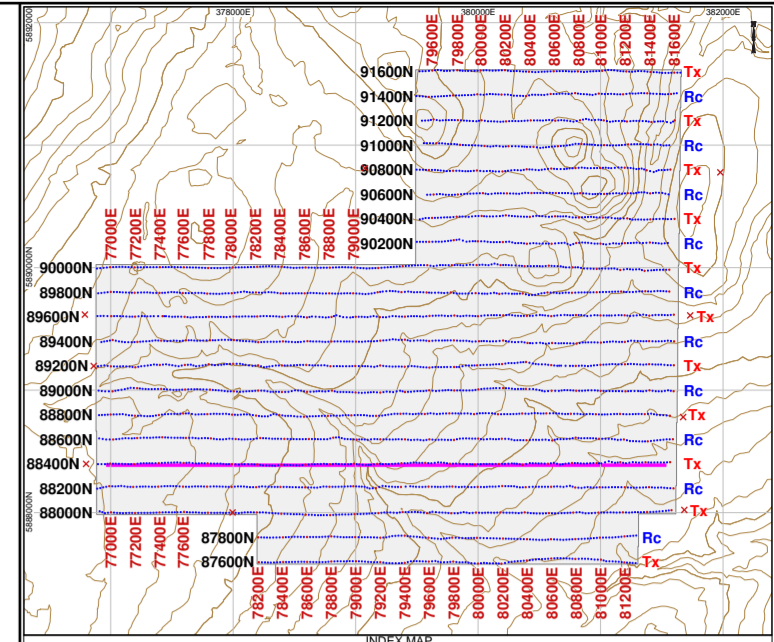 378000E 380000E 382000E
5892000
79600E 79800E 80000E 80200E 80400E 80600E 80800E 81000E 81200E 81400E 81600E
91600N Tx
91400N Rc
91200N Tx
91000N Rc
90800N Tx
90600N Rc
90400N Tx
90200N Rc
77000E 77200E 77400E 77600E 77800E 78000E 78200E 78400E 78600E 78800E 79000E
5890000N
90000N Tx
89800N Rc
89600N Tx
89400N Rc
89200N Tx
89000N Rc
88800N Tx
88600N Rc
88400N Tx
88200N Rc
88000N Tx
5888000N
77000E 77200E 77400E 77600E
87800N Rc
87600N Tx
78200E 78400E 78600E 78800E 79000E 79200E 79400E 79600E 79800E 80000E 80200E 80400E 80600E 80800E 81000E 81200E
INDEX MAP